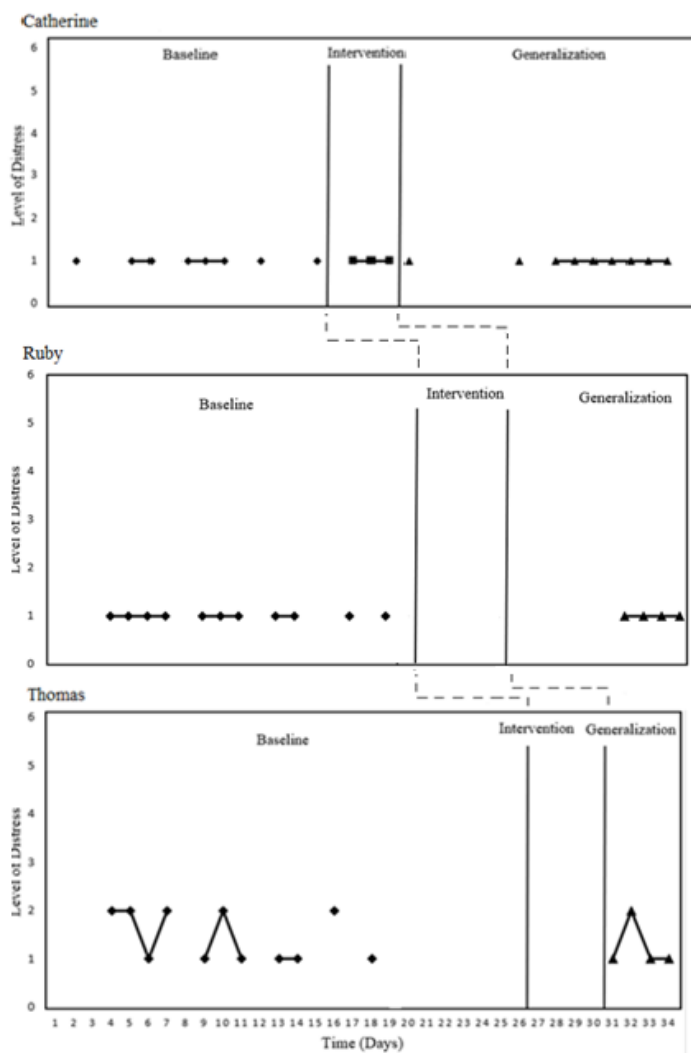 Catherine
6
Baseline
Intervention
Generalization
5
4
3
2
1
0
Level of Distress
Ruby
6
Baseline
Intervention
Generalization
5
4
3
2
1
0
Level of Distress
Thomas
6
Baseline
Intervention
Generalization
5
4
3
2
1
0
Level of Distress
1 2 3 4 5 6 7 8 9 10 11 12 13 14 15 16 17 18 19 20 21 22 23 24 25 26 27 28 29 30 31 32 33 34
Time (Days)